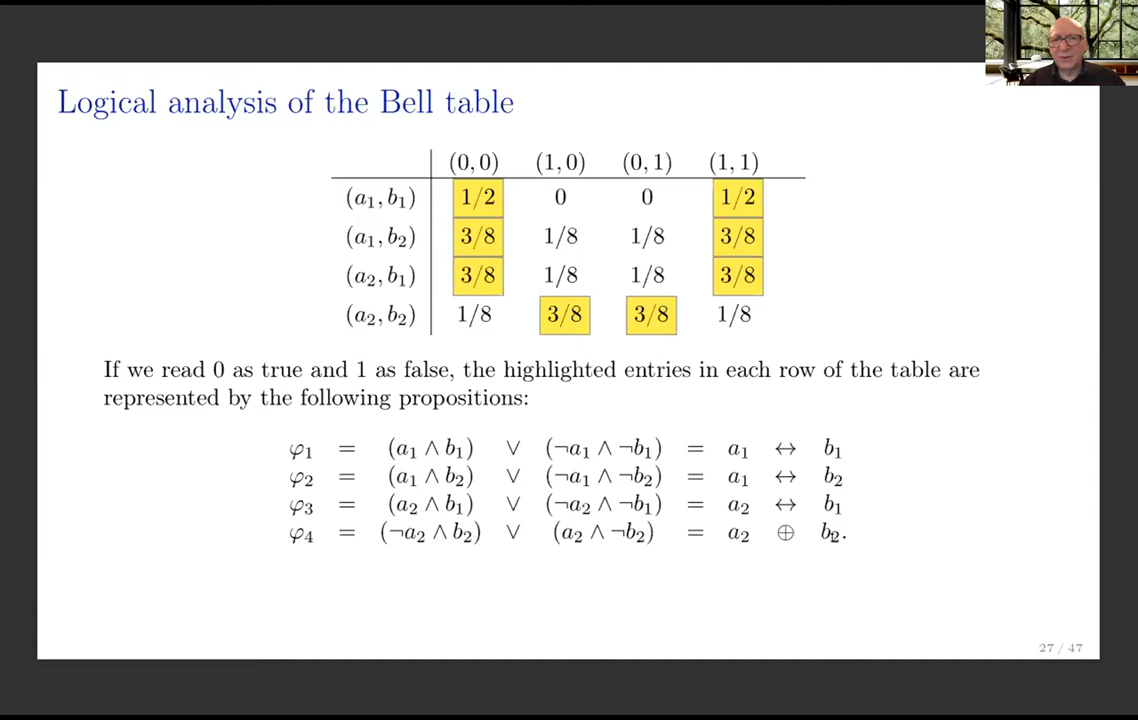 Logical analysis of the Bell table
(0, 0) (1, 0) (0, 1) (1, 1)
(a₁, b₁) 1/2 0 0 1/2
(a₁, b₂) 3/8 1/8 1/8 3/8
(a₂, b₁) 3/8 1/8 1/8 3/8
(a₂, b₂) 1/8 3/8 3/8 1/8
If we read 0 as true and 1 as false, the highlighted entries in each row of the table are
represented by the following propositions:
φ₁ = (a₁ ∧ b₁) ∨ (¬a₁ ∧ ¬b₁) = a₁ ↔ b₁
φ₂ = (a₁ ∧ b₂) ∨ (¬a₁ ∧ ¬b₂) = a₁ ↔ b₂
φ₃ = (a₂ ∧ b₁) ∨ (¬a₂ ∧ ¬b₁) = a₂ ↔ b₁
φ₄ = (¬a₂ ∧ b₂) ∨ (a₂ ∧ ¬b₂) = a₂ ⊕ b₂.
27 / 47